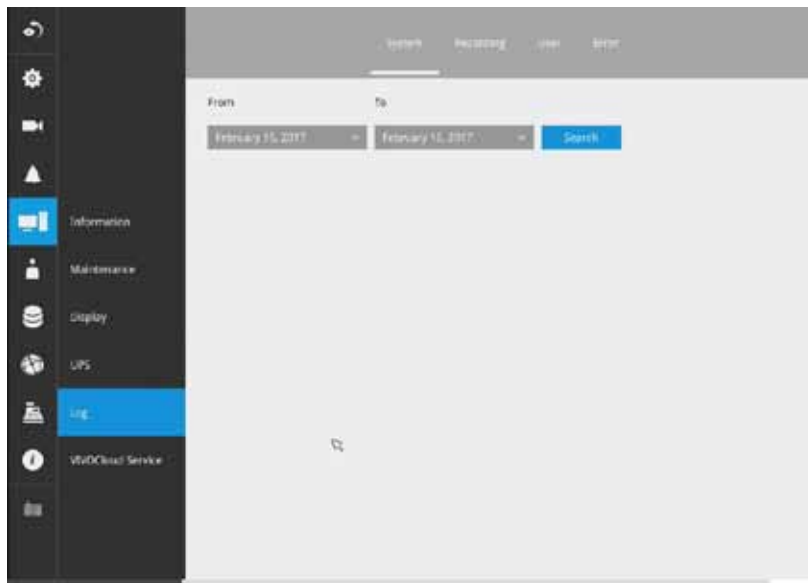 System Recording User Error
From To
February 15, 2017 February 15, 2017 Search
Information
Maintenance
Display
UPS
Log
VIVOCloud Service